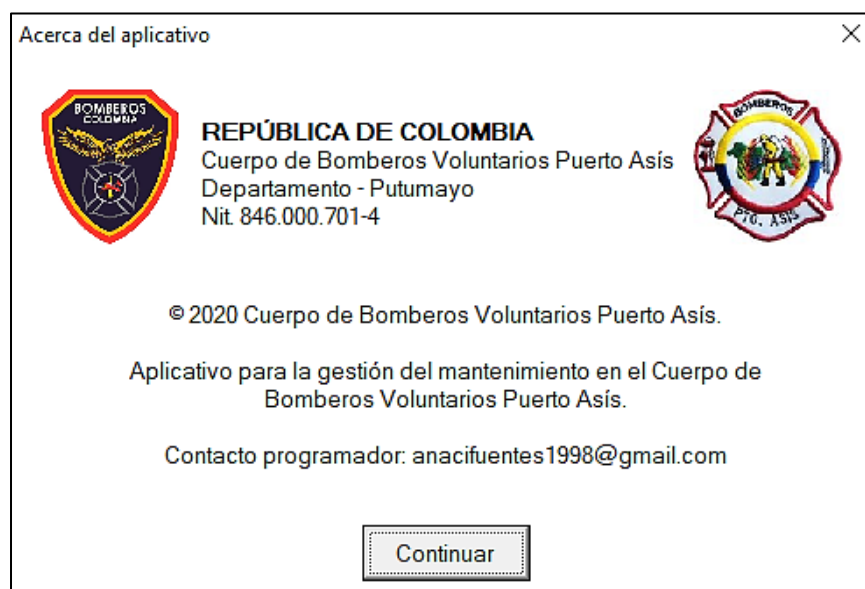 Acerca del aplicativo
BOMBEROS
COLOMBIA
REPÚBLICA DE COLOMBIA
Cuerpo de Bomberos Voluntarios Puerto Asís
Departamento - Putumayo
Nit. 846.000.701-4
BOMBEROS
PTO. ASIS
© 2020 Cuerpo de Bomberos Voluntarios Puerto Asís.
Aplicativo para la gestión del mantenimiento en el Cuerpo de
Bomberos Voluntarios Puerto Asís.
Contacto programador: anacifuentes1998@gmail.com
Continuar